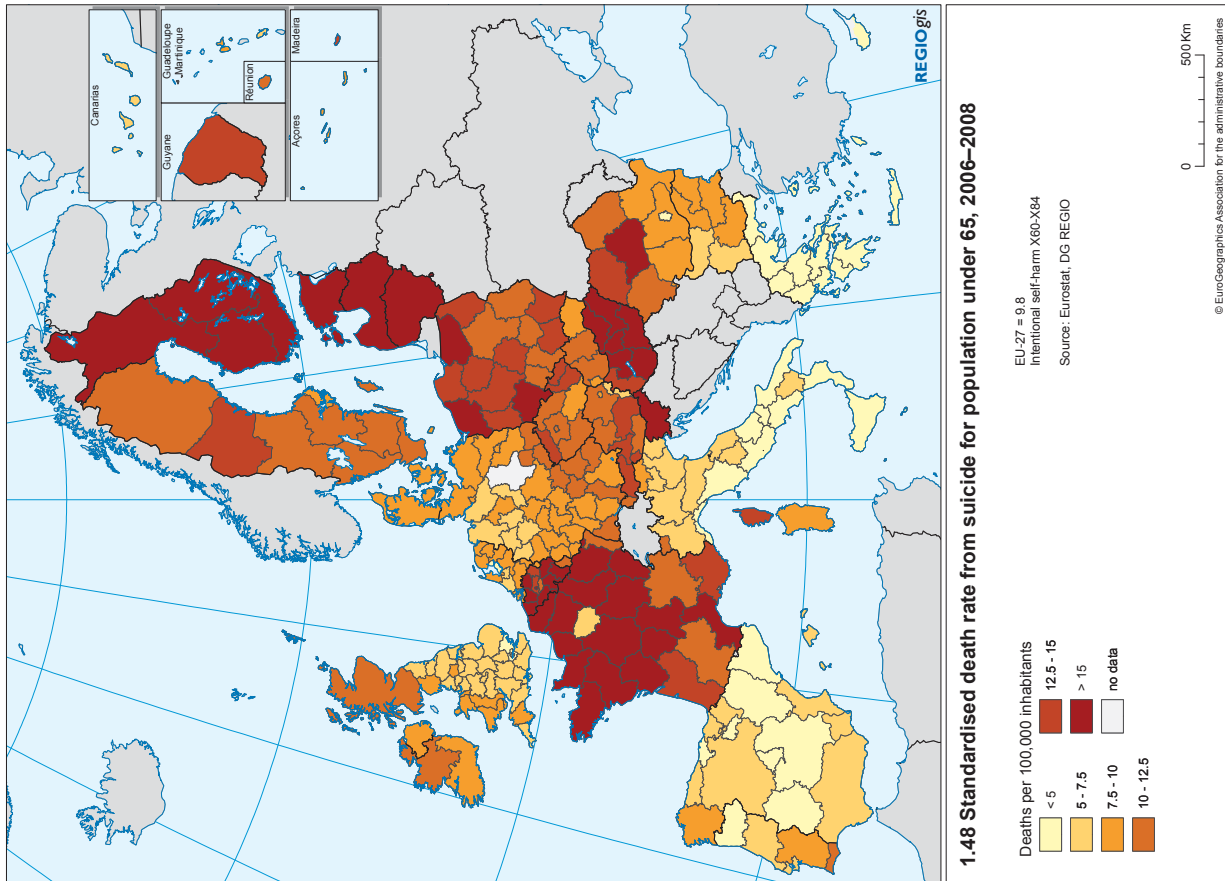 Canarias
Guyane
Guadeloupe
Martinique
Réunion
Açores
Madeira
REGIOgis
1.48 Standardised death rate from suicide for population under 65, 2006–2008
Deaths per 100,000 inhabitants
< 5
5 - 7.5
7.5 - 10
10 - 12.5
12.5 - 15
> 15
no data
EU-27 = 9.8
Intentional self-harm X60-X84
Source: Eurostat, DG REGIO
0 500 Km
© EuroGeographics Association for the administrative boundaries